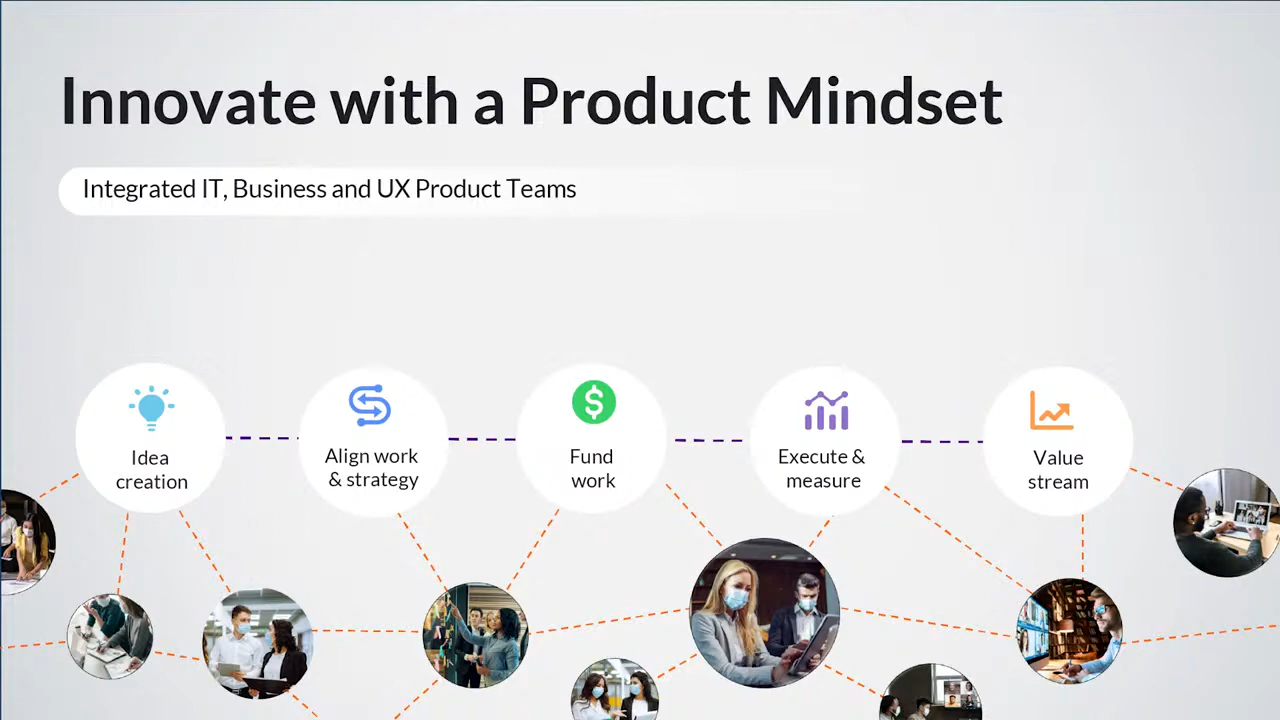 Innovate with a Product Mindset
Integrated IT, Business and UX Product Teams
Idea
creation
Align work
& strategy
Fund
work
Execute &
measure
Value
stream